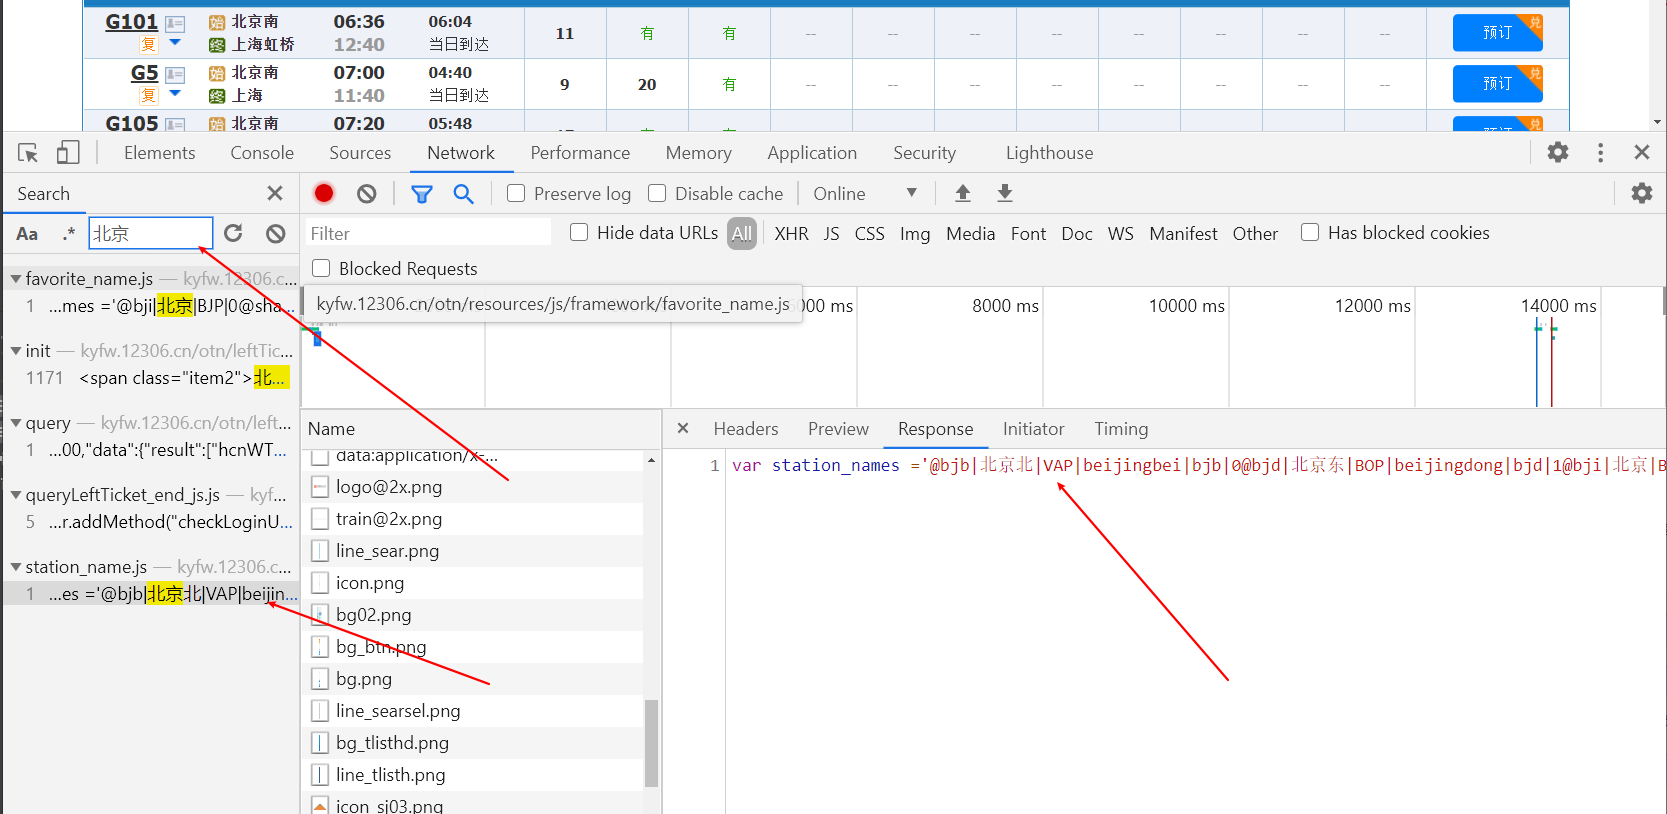 G101 始 北京南 06:36 06:04 11 有 有 -- -- -- -- -- -- -- -- 预订 兑
复 终 上海虹桥 12:40 当日到达
G5 始 北京南 07:00 04:40 9 20 有 -- -- -- -- -- -- -- -- 预订 兑
复 终 上海 11:40 当日到达
G105 始 北京南 07:20 05:48 有 有 预订 兑
Elements Console Sources Network Performance Memory Application Security Lighthouse
Search
Preserve log Disable cache Online
Aa .* 北京
Filter Hide data URLs All XHR JS CSS Img Media Font Doc WS Manifest Other Has blocked cookies
Blocked Requests
favorite_name.js — kyfw.12306.c...
1 ...mes ='@bji|北京|BJP|0@sha...
init — kyfw.12306.cn/otn/leftTic...
1171 <span class="item2">北...
query — kyfw.12306.cn/otn/left...
1 ...00,"data":{"result":["hcnWT...
queryLeftTicket_end_js.js — kyf...
5 ...r.addMethod("checkLoginU...
station_name.js — kyfw.12306.c...
1 ...es ='@bjb|北京北|VAP|beijin...
kyfw.12306.cn/otn/resources/js/framework/favorite_name.js
000 ms 8000 ms 10000 ms 12000 ms 14000 ms
Name
data:application/x-...
logo@2x.png
train@2x.png
line_sear.png
icon.png
bg02.png
bg_btn.png
bg.png
line_searsel.png
bg_tlisthd.png
line_tlisth.png
icon_sj03.png
Headers Preview Response Initiator Timing
1 var station_names ='@bjb|北京北|VAP|beijingbei|bjb|0@bjd|北京东|BOP|beijingdong|bjd|1@bji|北京|B